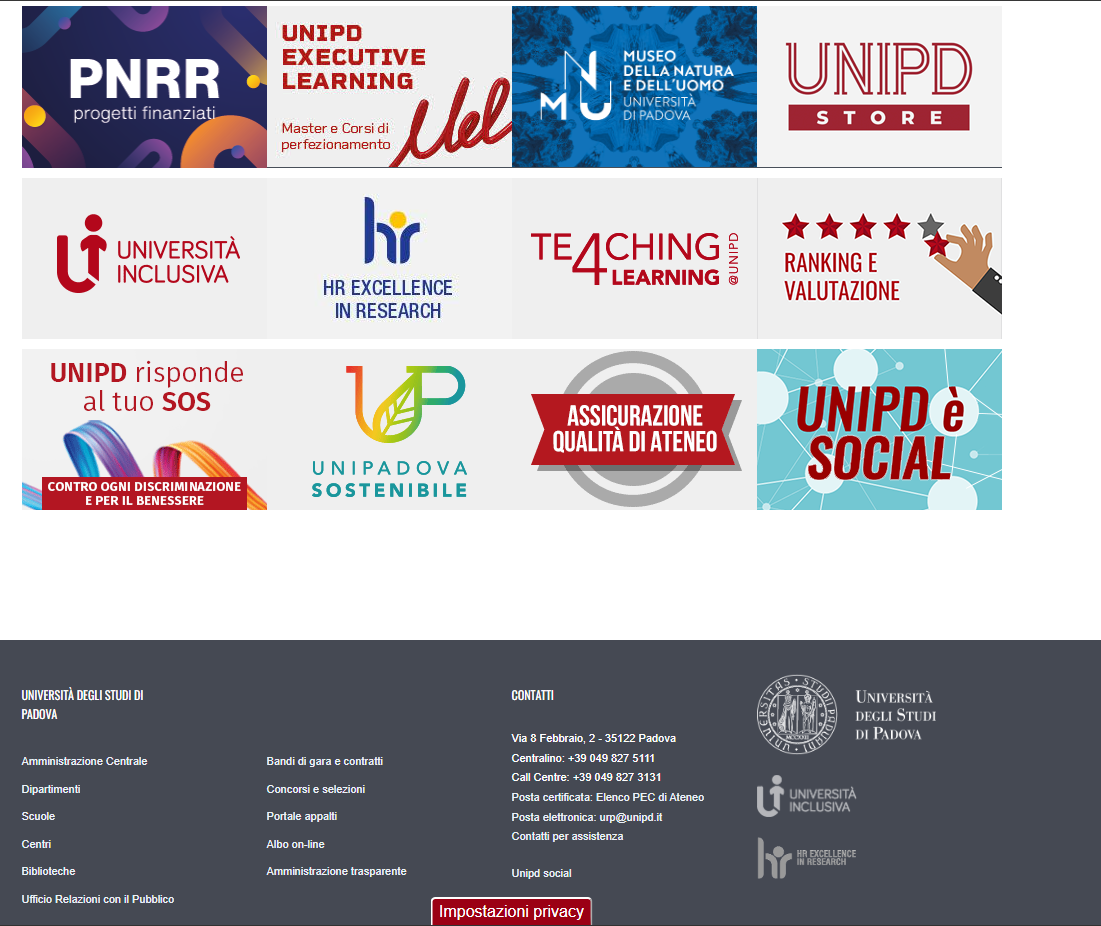 PNRR
progetti finanziati
UNIPD
EXECUTIVE
LEARNING
Master e Corsi di
perfezionamento
Uel
MNU
MUSEO
DELLA NATURA
E DELL'UOMO
UNIVERSITÀ
DI PADOVA
UNIPD
STORE
UNIVERSITÀ
INCLUSIVA
hr
HR EXCELLENCE
IN RESEARCH
TE4CHING
LEARNING
@UNIPD
RANKING E
VALUTAZIONE
UNIPD risponde
al tuo SOS
CONTRO OGNI DISCRIMINAZIONE
E PER IL BENESSERE
UP
UNIPADOVA
SOSTENIBILE
ASSICURAZIONE
QUALITÀ DI ATENEO
UNIPD è
SOCIAL
UNIVERSITÀ DEGLI STUDI DI
PADOVA
Amministrazione Centrale
Dipartimenti
Scuole
Centri
Biblioteche
Ufficio Relazioni con il Pubblico
Bandi di gara e contratti
Concorsi e selezioni
Portale appalti
Albo on-line
Amministrazione trasparente
CONTATTI
Via 8 Febbraio, 2 - 35122 Padova
Centralino: +39 049 827 5111
Call Centre: +39 049 827 3131
Posta certificata: Elenco PEC di Ateneo
Posta elettronica: urp@unipd.it
Contatti per assistenza
Unipd social
UNIVERSITÀ
DEGLI STUDI
DI PADOVA
UNIVERSITÀ
INCLUSIVA
hr
HR EXCELLENCE
IN RESEARCH
Impostazioni privacy